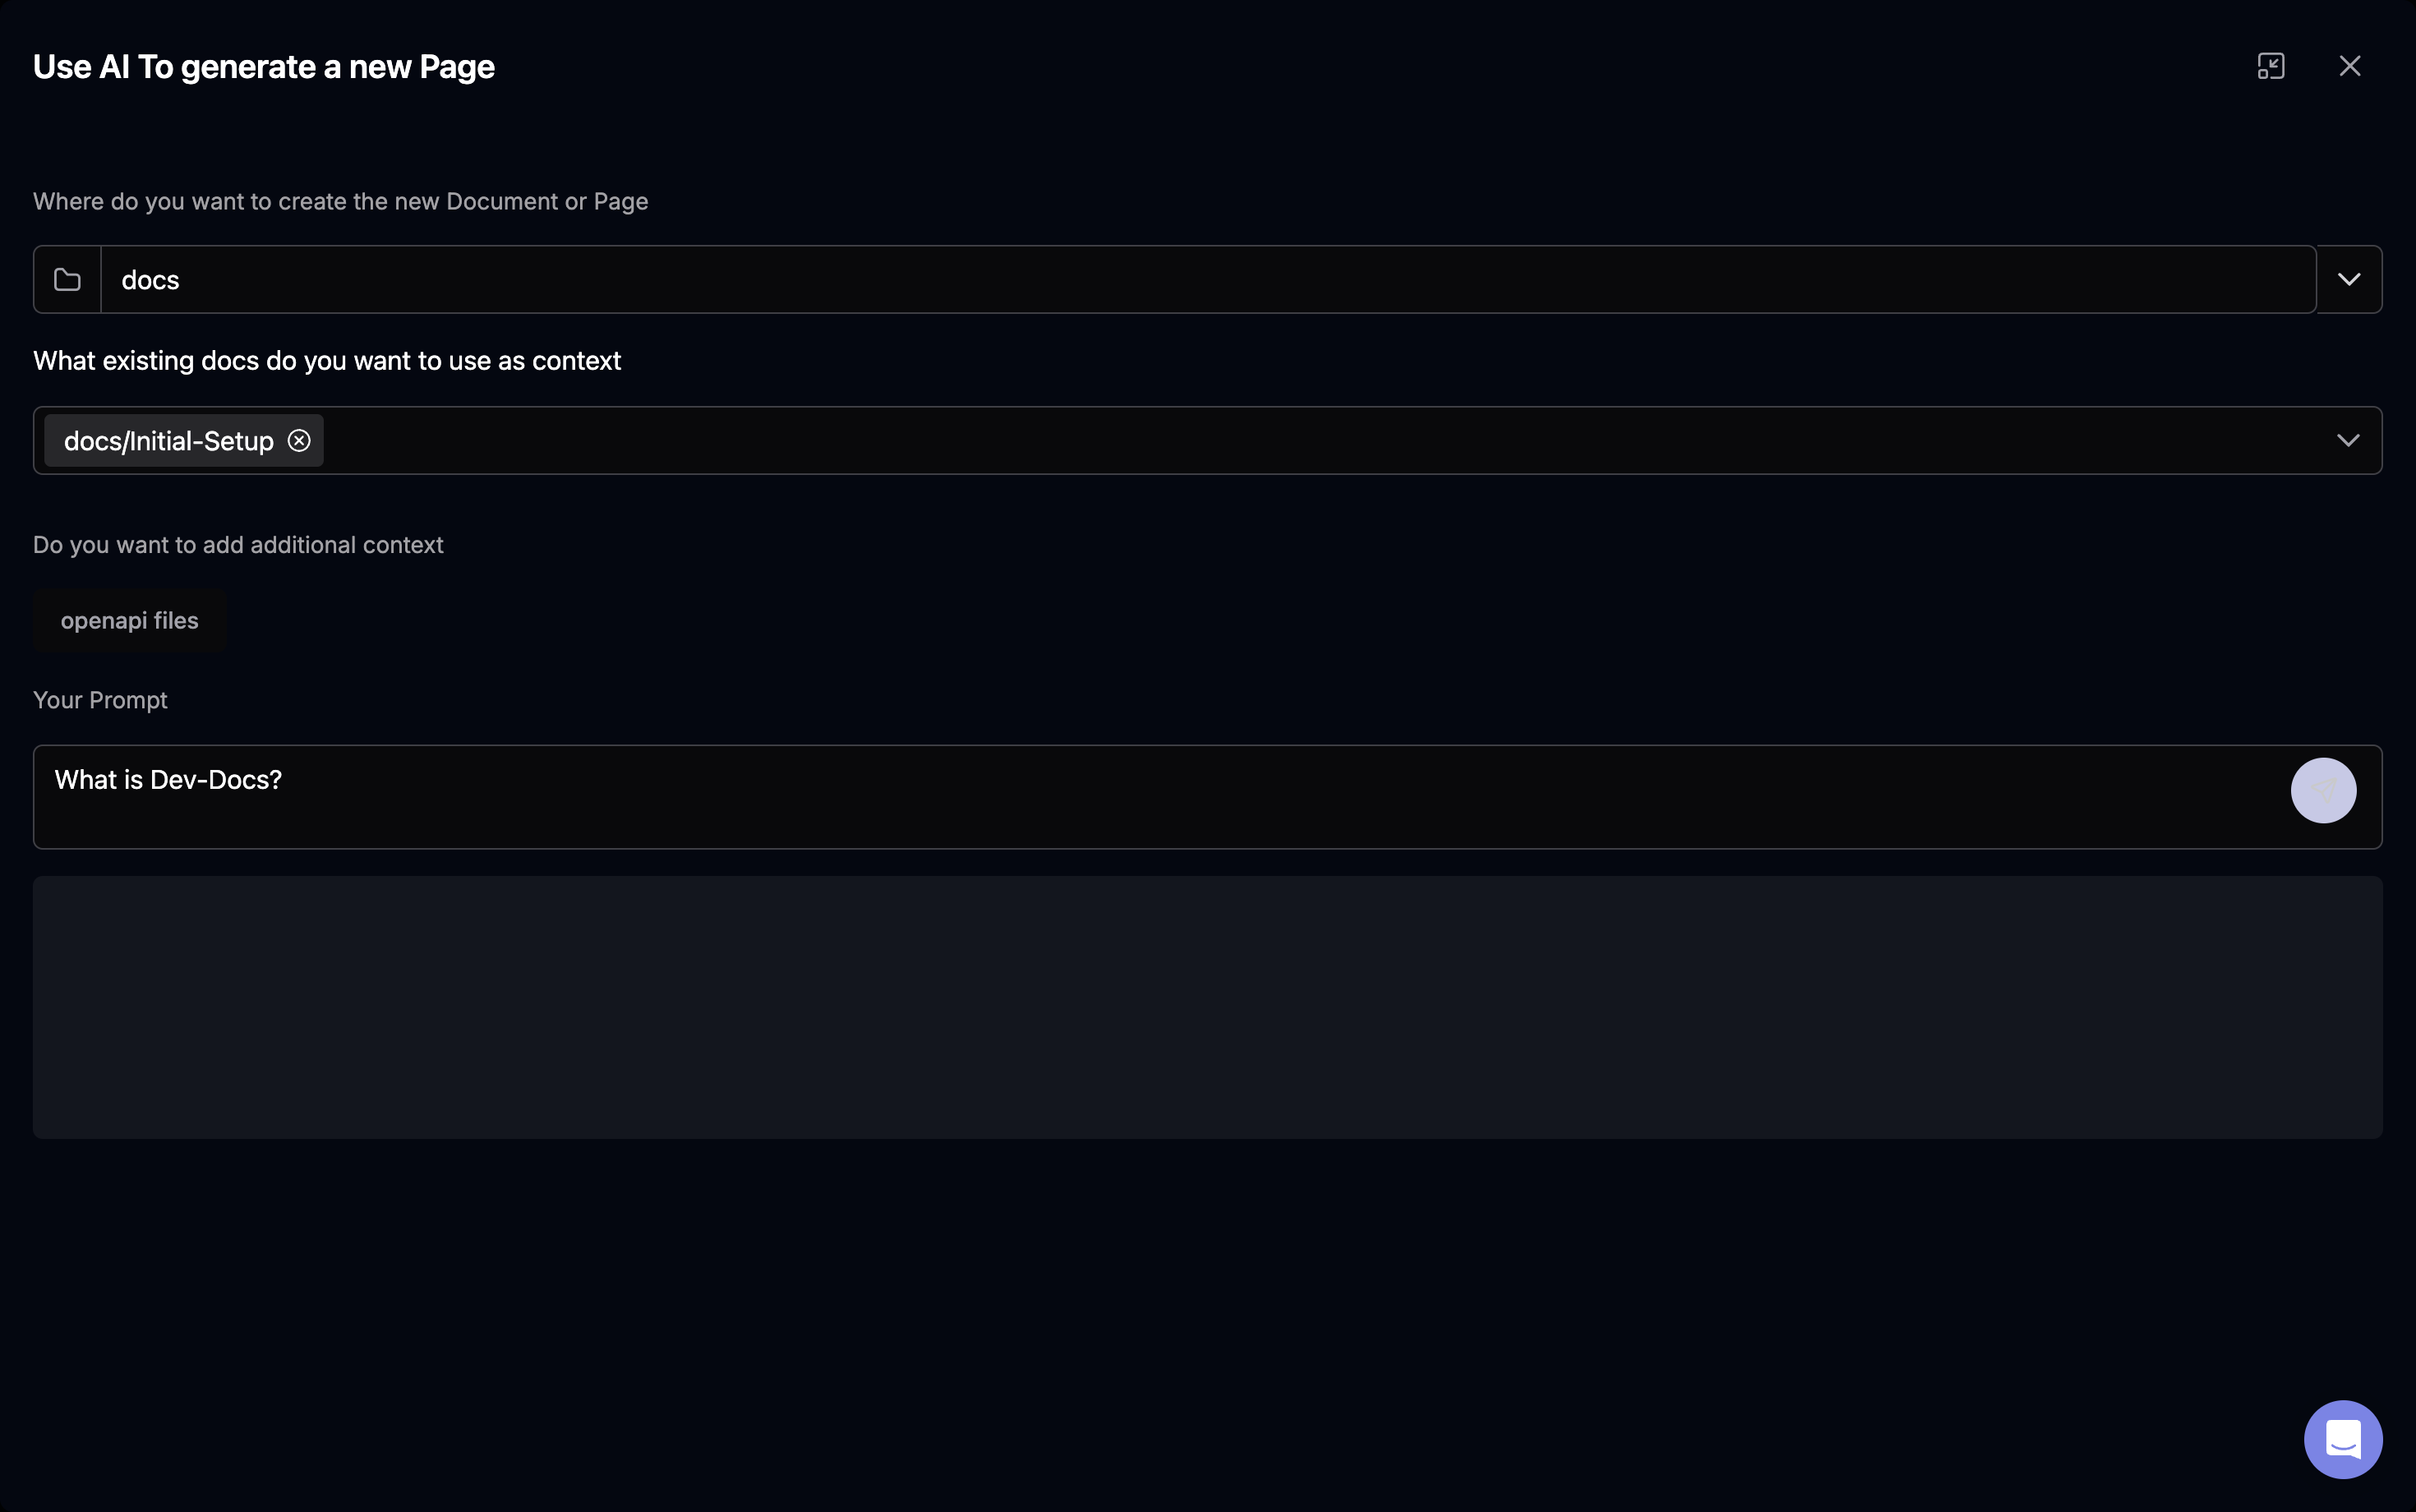 Use AI To generate a new Page
Where do you want to create the new Document or Page
docs
What existing docs do you want to use as context
docs/Initial-Setup
Do you want to add additional context
openapi files
Your Prompt
What is Dev-Docs?